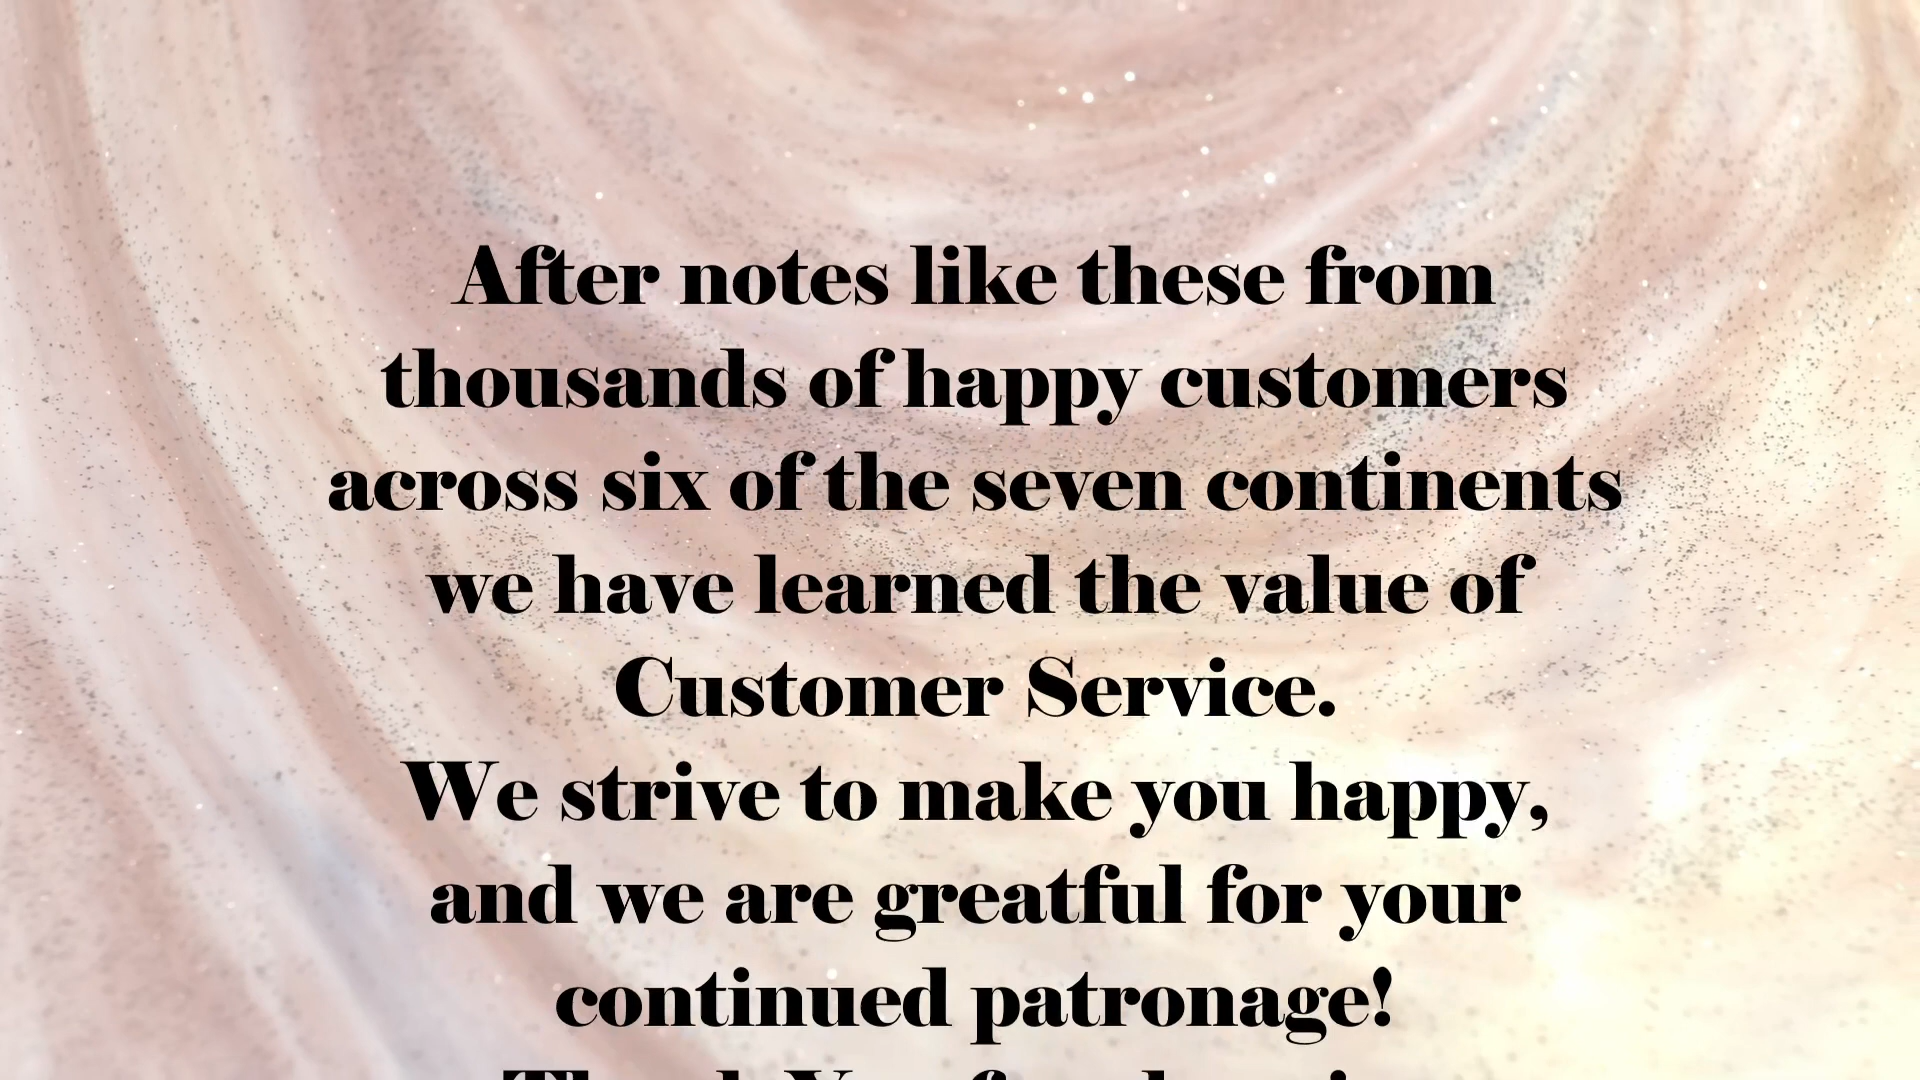 After notes like these from
thousands of happy customers
across six of the seven continents
we have learned the value of
Customer Service.
We strive to make you happy,
and we are greatful for your
continued patronage!